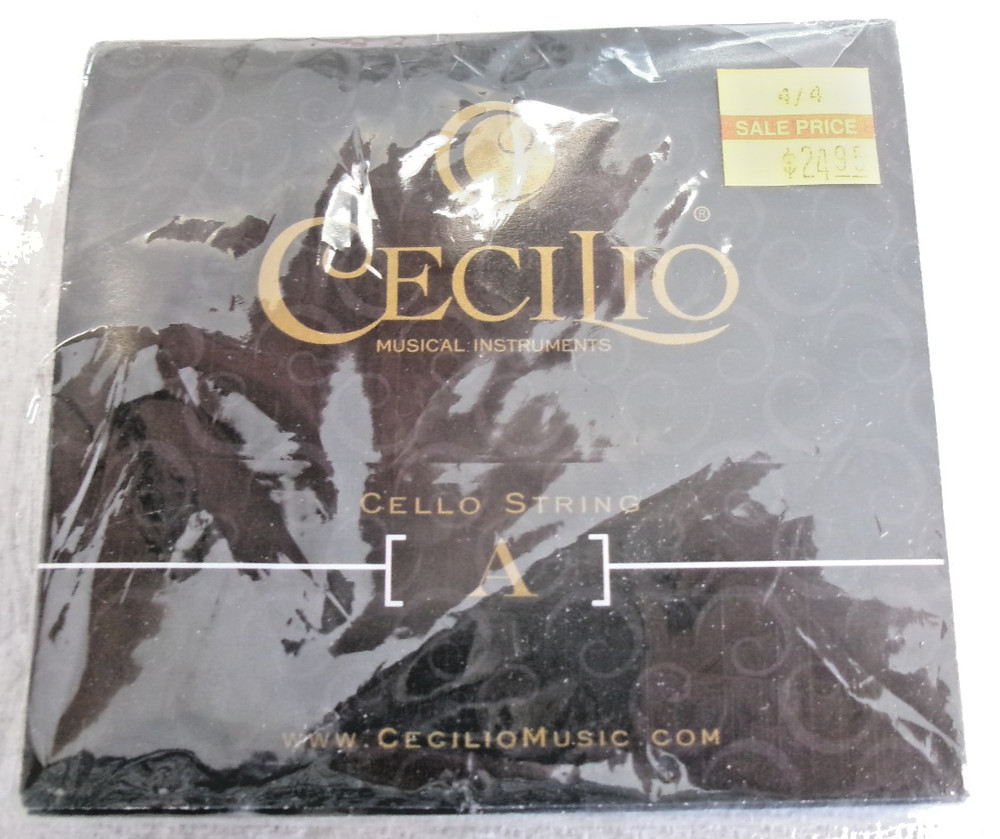 4/4
SALE PRICE
$24.95
CECILIO®
MUSICAL INSTRUMENTS
CELLO STRING
[A]
WWW.CECILIOMUSIC.COM